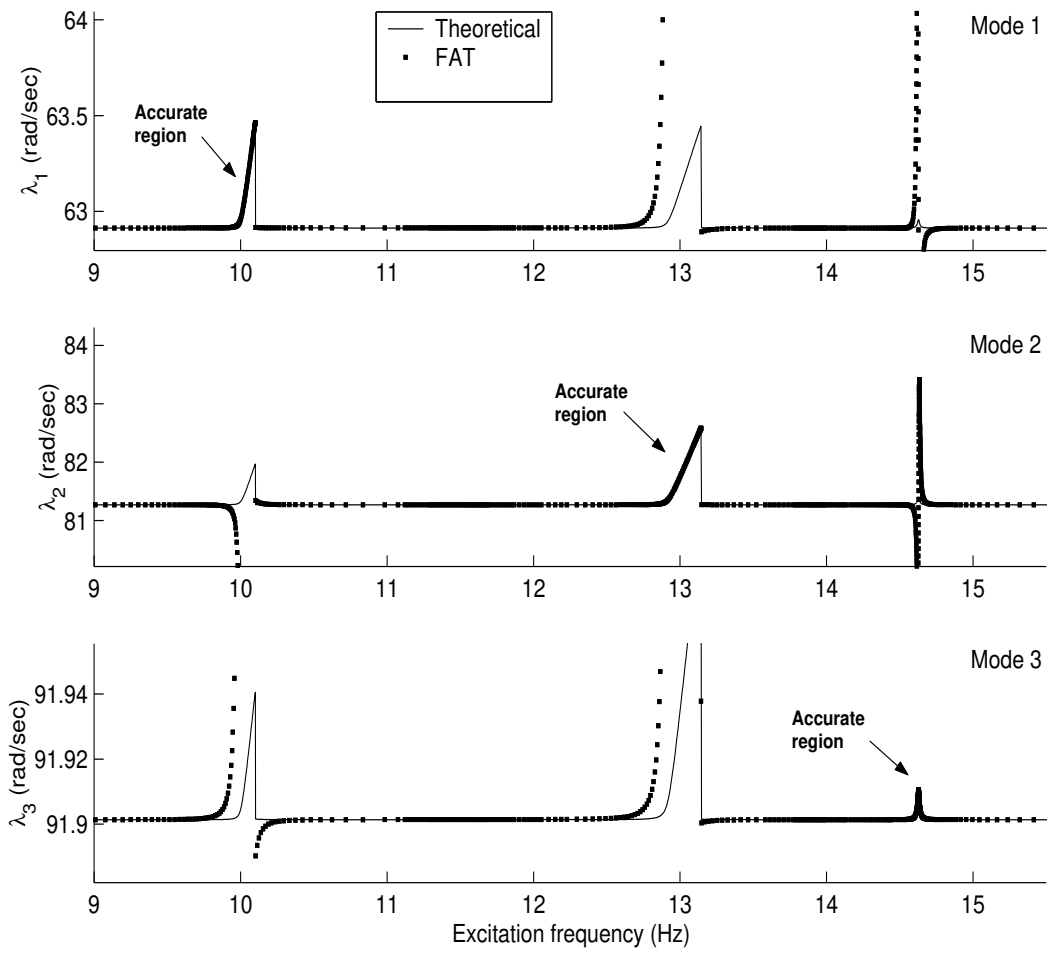 64
63.5
63
λ1 (rad/sec)
Theoretical
FAT
Mode 1
Accurate
region
9 10 11 12 13 14 15
84
83
82
81
λ2 (rad/sec)
Mode 2
Accurate
region
9 10 11 12 13 14 15
91.94
91.92
91.9
λ3 (rad/sec)
Mode 3
Accurate
region
9 10 11 12 13 14 15
Excitation frequency (Hz)